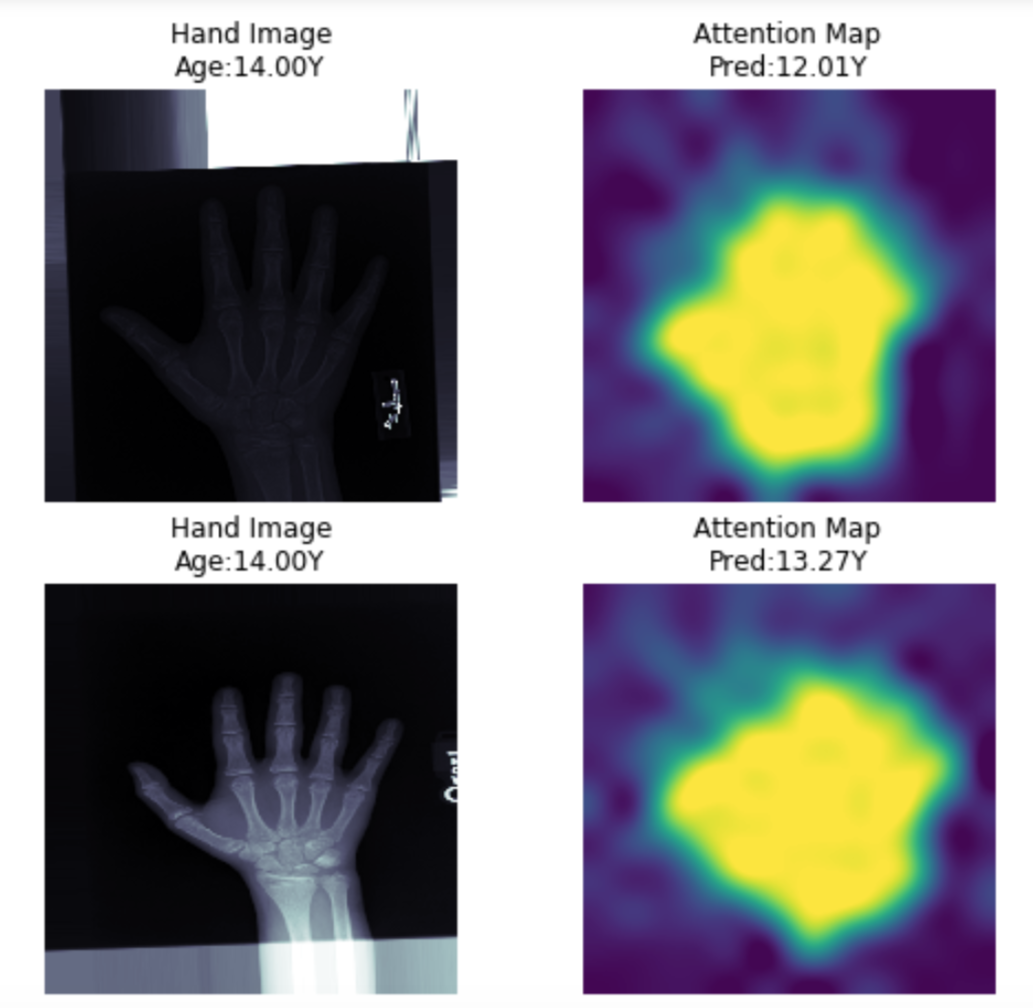 Hand Image
Age:14.00Y
Attention Map
Pred:12.01Y
Hand Image
Age:14.00Y
Attention Map
Pred:13.27Y